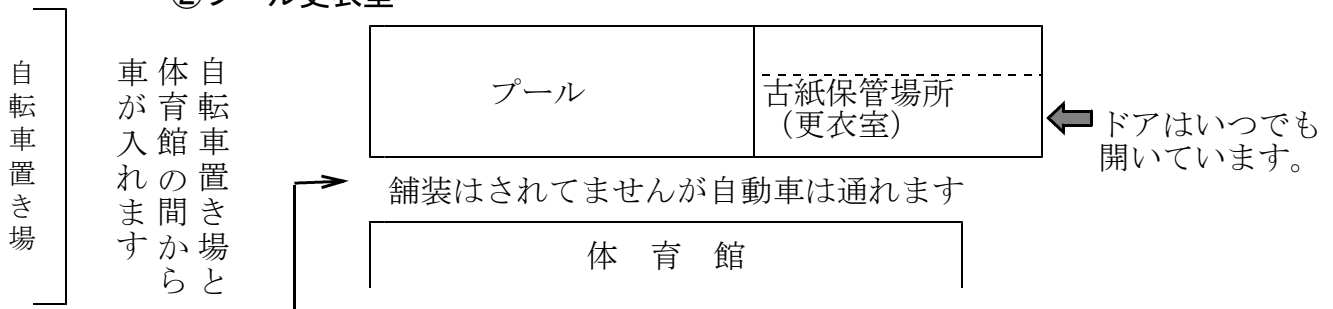 ②プール更衣室
自転車置き場
自転車置き場と
体育館の間から
車が入れます
プール
古紙保管場所
（更衣室）
ドアはいつでも
開いています。
舗装はされてませんが自動車は通れます
体育館